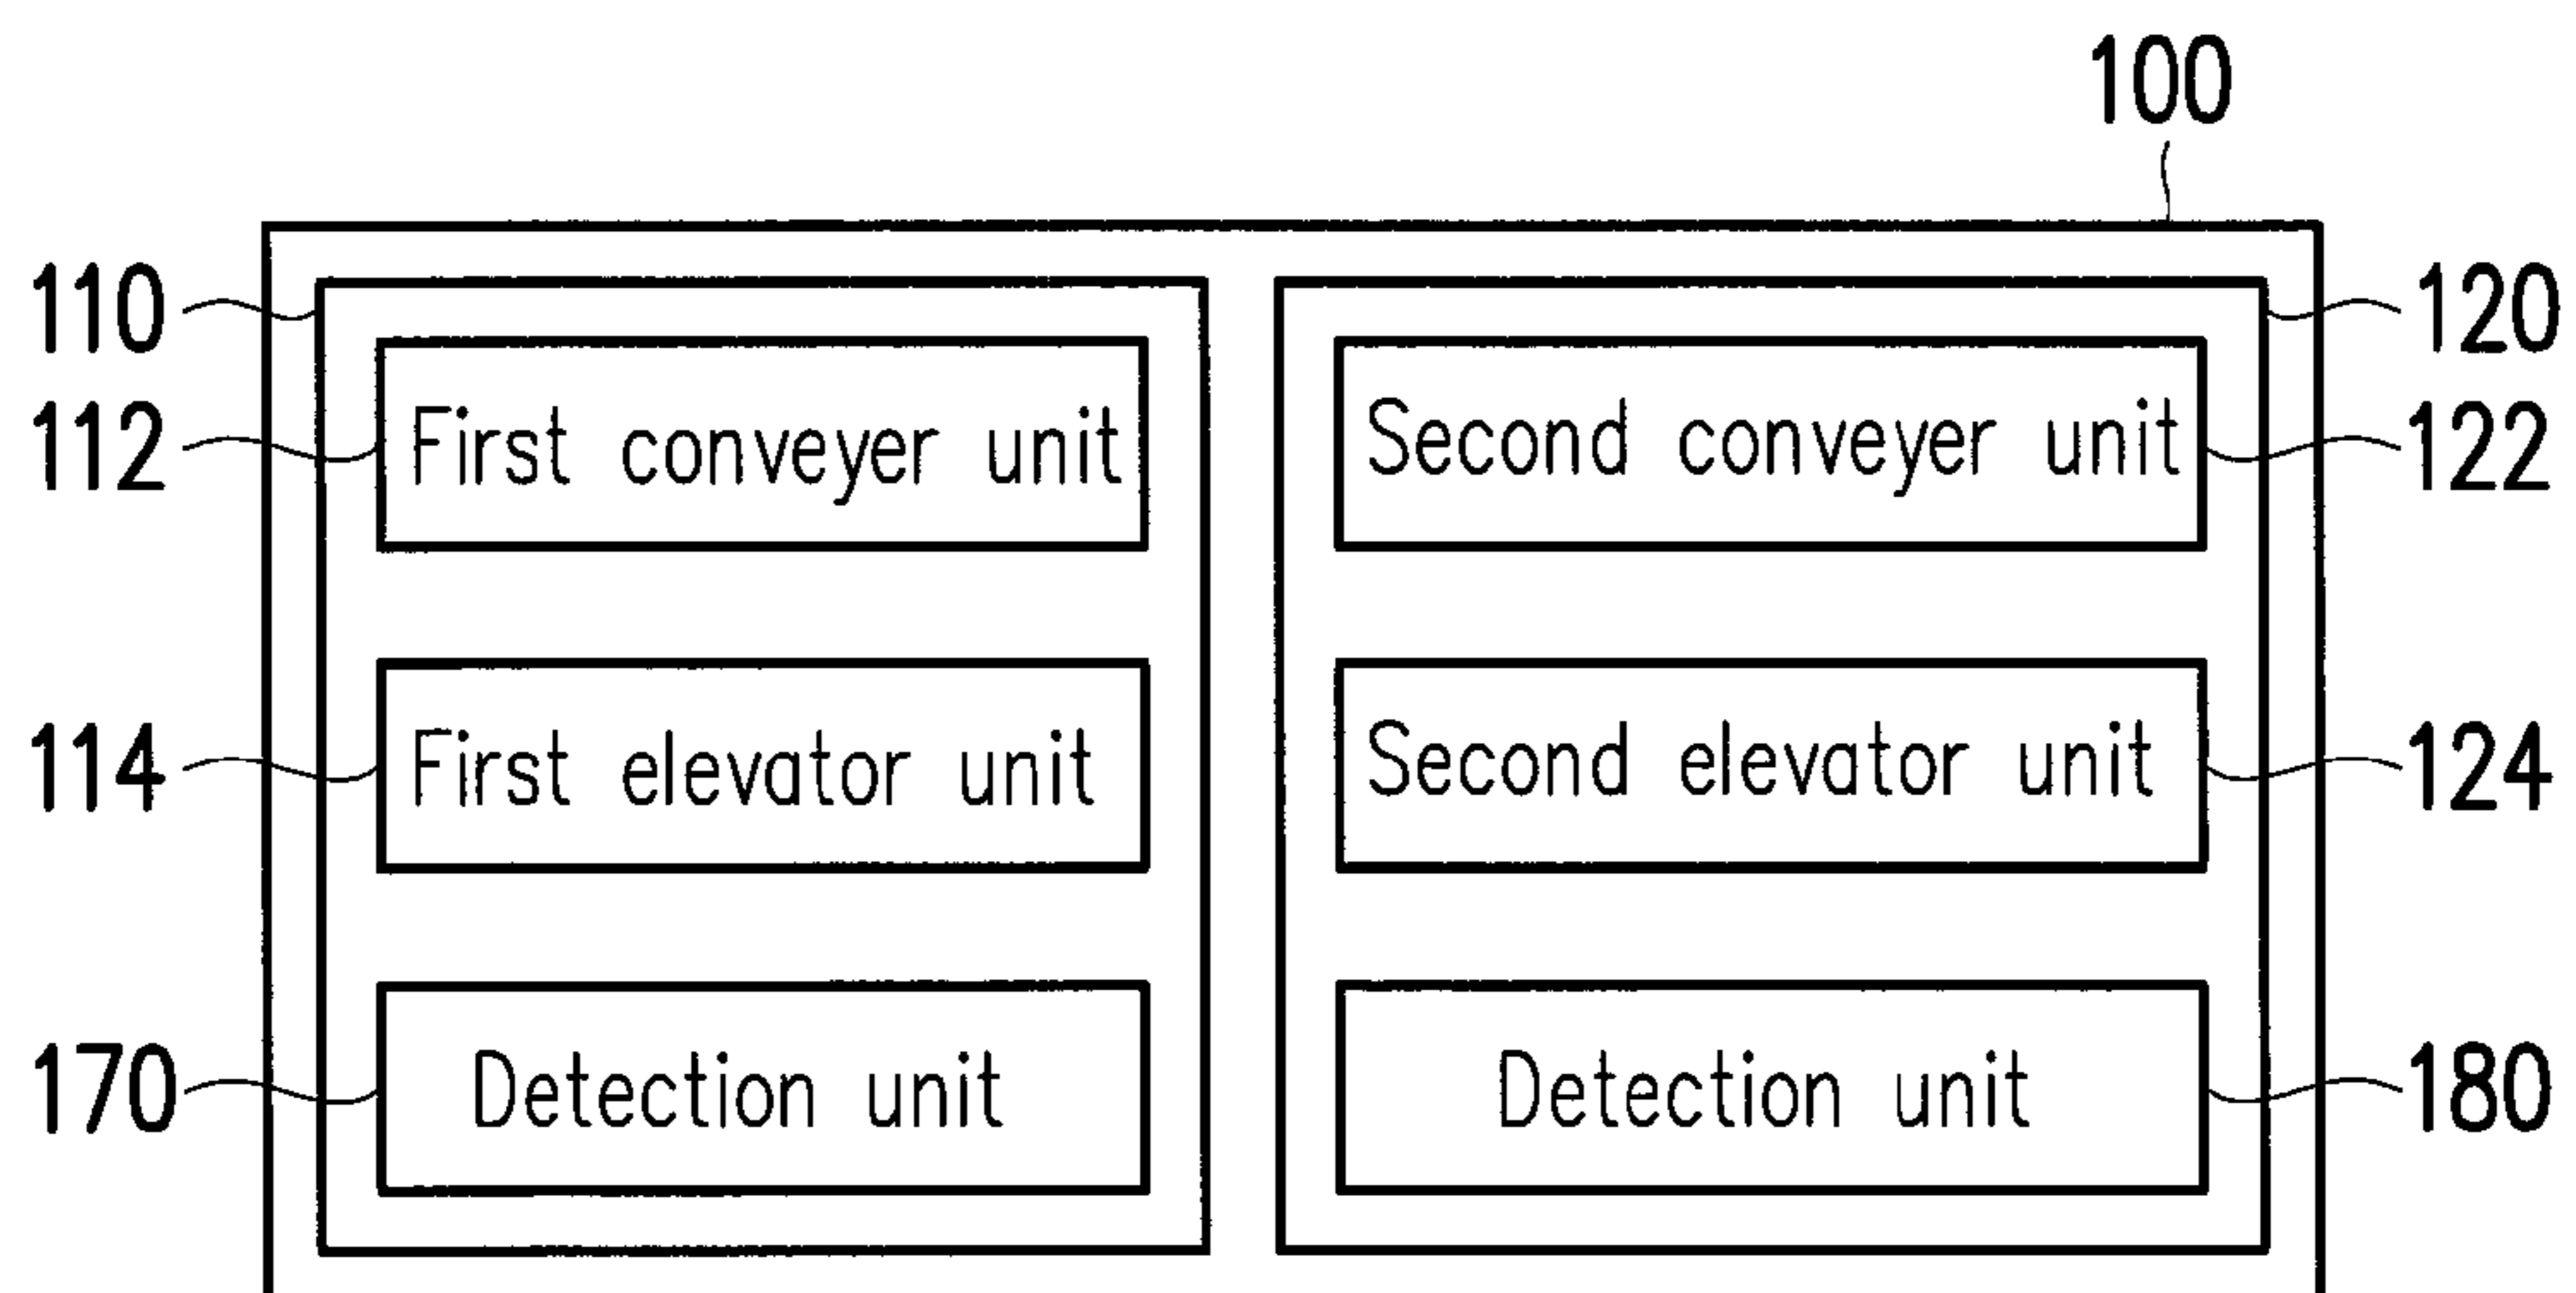 100
110
120
112
First conveyer unit
Second conveyer unit
122
114
First elevator unit
Second elevator unit
124
170
Detection unit
Detection unit
180